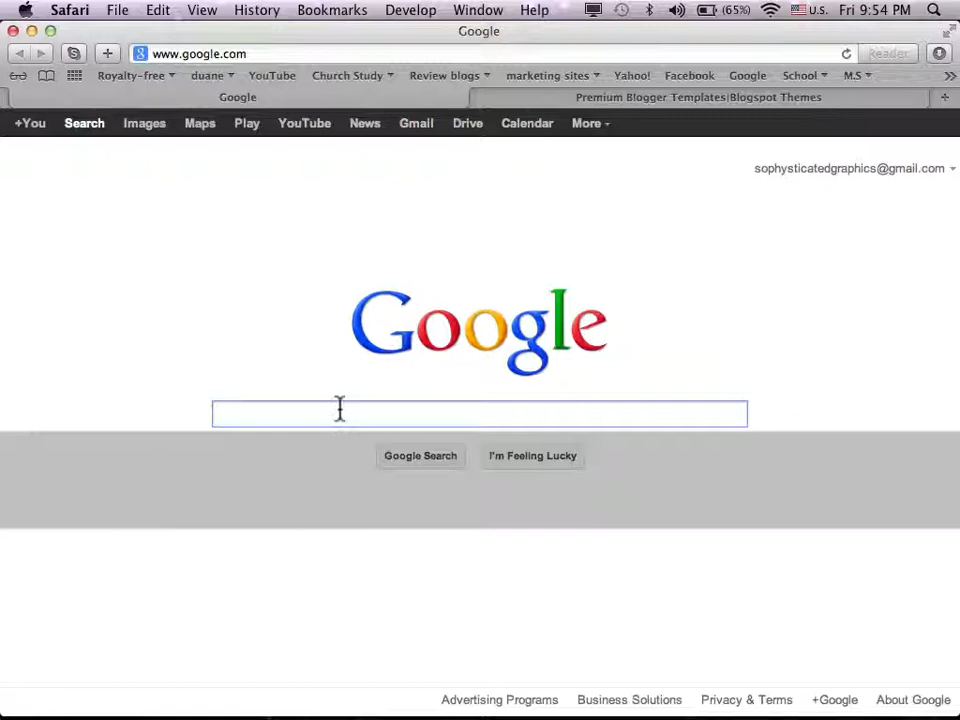 Safari File Edit View History Bookmarks Develop Window Help (65%) U.S. Fri 9:54 PM
Google
www.google.com Reader
Royalty-free duane YouTube Church Study Review blogs marketing sites Yahoo! Facebook Google School M.S
Google Premium Blogger Templates|Blogspot Themes
+You Search Images Maps Play YouTube News Gmail Drive Calendar More
sophysticatedgraphics@gmail.com
Google
Google Search I'm Feeling Lucky
Advertising Programs Business Solutions Privacy & Terms +Google About Google